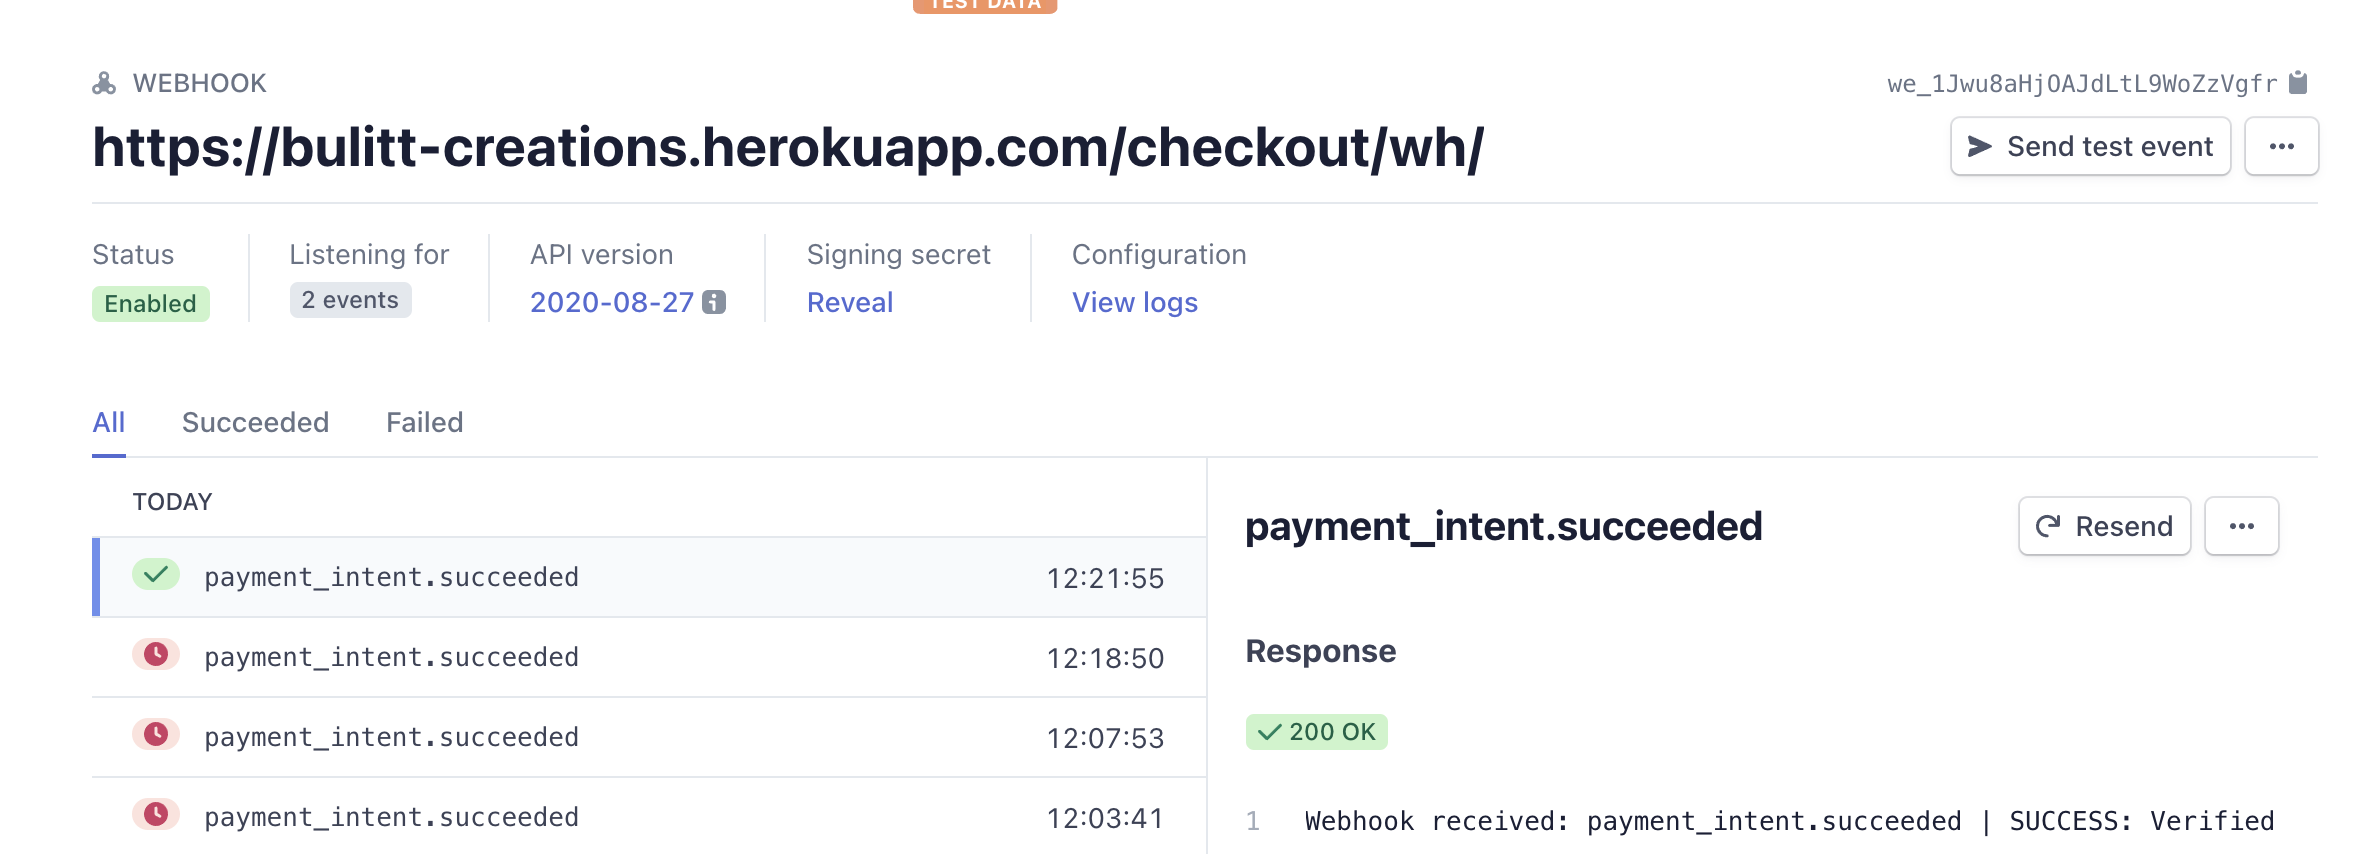 TEST DATA
WEBHOOK
we_1Jwu8aHjOAJdLtL9WoZzVgfr
https://bulitt-creations.herokuapp.com/checkout/wh/
Send test event
Status
Listening for
API version
Signing secret
Configuration
Enabled
2 events
2020-08-27
Reveal
View logs
All Succeeded Failed
TODAY
payment_intent.succeeded 12:21:55
payment_intent.succeeded 12:18:50
payment_intent.succeeded 12:07:53
payment_intent.succeeded 12:03:41
payment_intent.succeeded
Resend
Response
200 OK
1 Webhook received: payment_intent.succeeded | SUCCESS: Verified